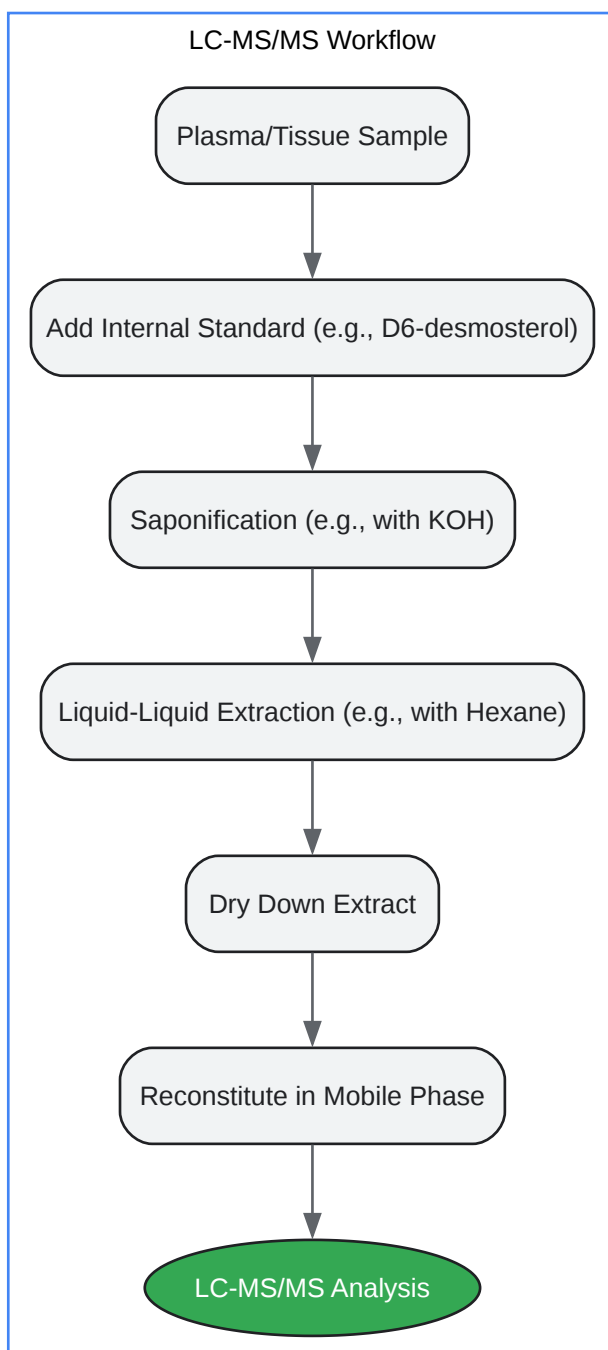 LC-MS/MS Workflow
Plasma/Tissue Sample
Add Internal Standard (e.g., D6-desmosterol)
Saponification (e.g., with KOH)
Liquid-Liquid Extraction (e.g., with Hexane)
Dry Down Extract
Reconstitute in Mobile Phase
LC-MS/MS Analysis